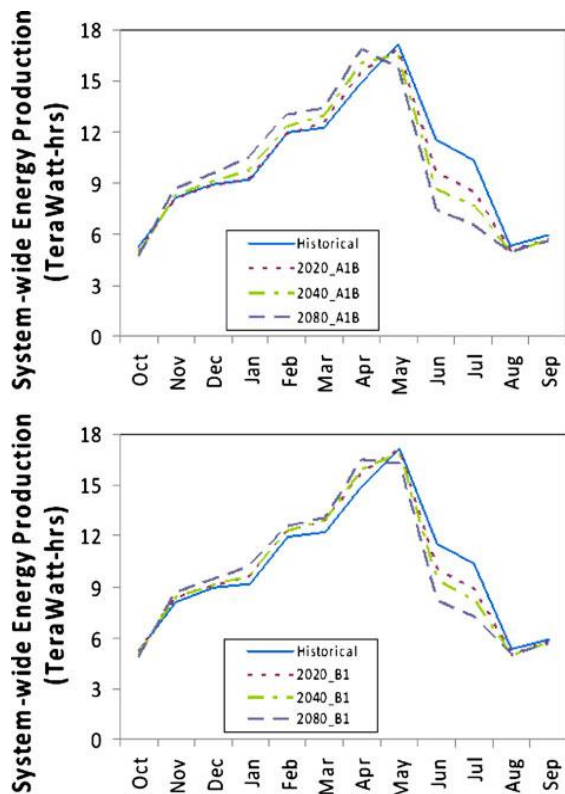 System-wide Energy Production
(TeraWatt-hrs)
18
15
12
9
6
3
0
Historical
2020_A1B
2040_A1B
2080_A1B
Oct
Nov
Dec
Jan
Feb
Mar
Apr
May
Jun
Jul
Aug
Sep
System-wide Energy Production
(TeraWatt-hrs)
18
15
12
9
6
3
0
Historical
2020_B1
2040_B1
2080_B1
Oct
Nov
Dec
Jan
Feb
Mar
Apr
May
Jun
Jul
Aug
Sep